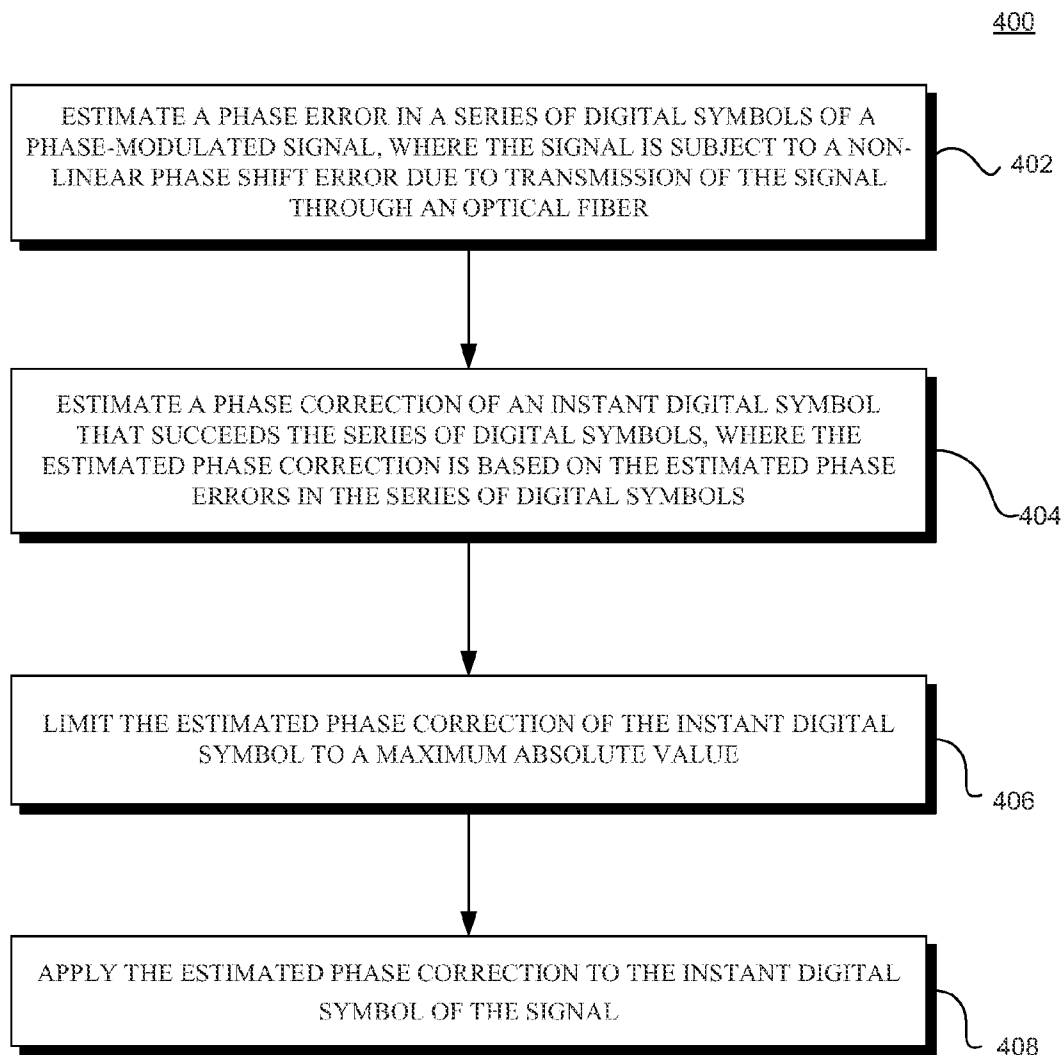 400
ESTIMATE A PHASE ERROR IN A SERIES OF DIGITAL SYMBOLS OF A
PHASE-MODULATED SIGNAL, WHERE THE SIGNAL IS SUBJECT TO A NON-
LINEAR PHASE SHIFT ERROR DUE TO TRANSMISSION OF THE SIGNAL
THROUGH AN OPTICAL FIBER
402
ESTIMATE A PHASE CORRECTION OF AN INSTANT DIGITAL SYMBOL
THAT SUCCEEDS THE SERIES OF DIGITAL SYMBOLS, WHERE THE
ESTIMATED PHASE CORRECTION IS BASED ON THE ESTIMATED PHASE
ERRORS IN THE SERIES OF DIGITAL SYMBOLS
404
LIMIT THE ESTIMATED PHASE CORRECTION OF THE INSTANT DIGITAL
SYMBOL TO A MAXIMUM ABSOLUTE VALUE
406
APPLY THE ESTIMATED PHASE CORRECTION TO THE INSTANT DIGITAL
SYMBOL OF THE SIGNAL
408